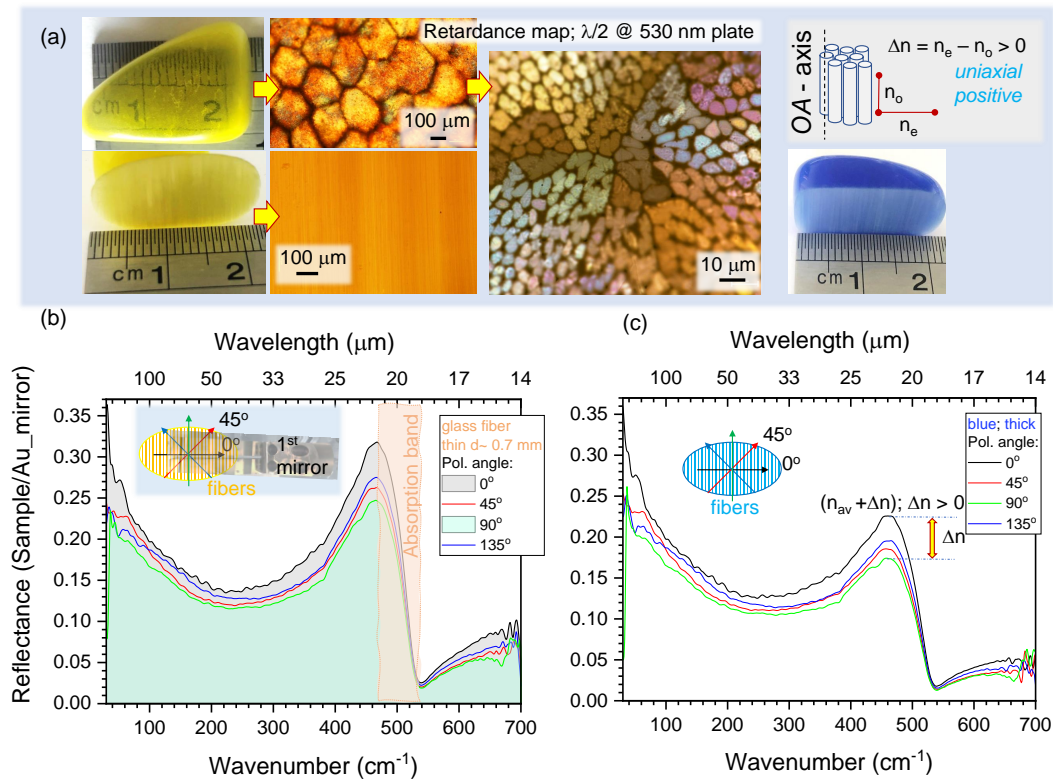 (a)
Retardance map; λ/2 @ 530 nm plate
cm 1 2
100 μm
cm 1 2
100 μm
10 μm
OA - axis
Δn = nₑ – nₒ > 0
uniaxial
positive
nₒ
nₑ
cm 1 2
(b)
Wavelength (μm)
100 50 33 25 20 17 14
Reflectance (Sample/Au_mirror)
0.35
0.30
0.25
0.20
0.15
0.10
0.05
0.00
45°
0°
1st
mirror
fibers
Absorption band
glass fiber
thin d~ 0.7 mm
Pol. angle:
0°
45°
90°
135°
100 200 300 400 500 600 700
Wavenumber (cm⁻¹)
(c)
Wavelength (μm)
100 50 33 25 20 17 14
0.35
0.30
0.25
0.20
0.15
0.10
0.05
0.00
45°
0°
fibers
(nₐᵥ +Δn); Δn > 0
Δn
blue; thick
Pol. angle:
0°
45°
90°
135°
100 200 300 400 500 600 700
Wavenumber (cm⁻¹)